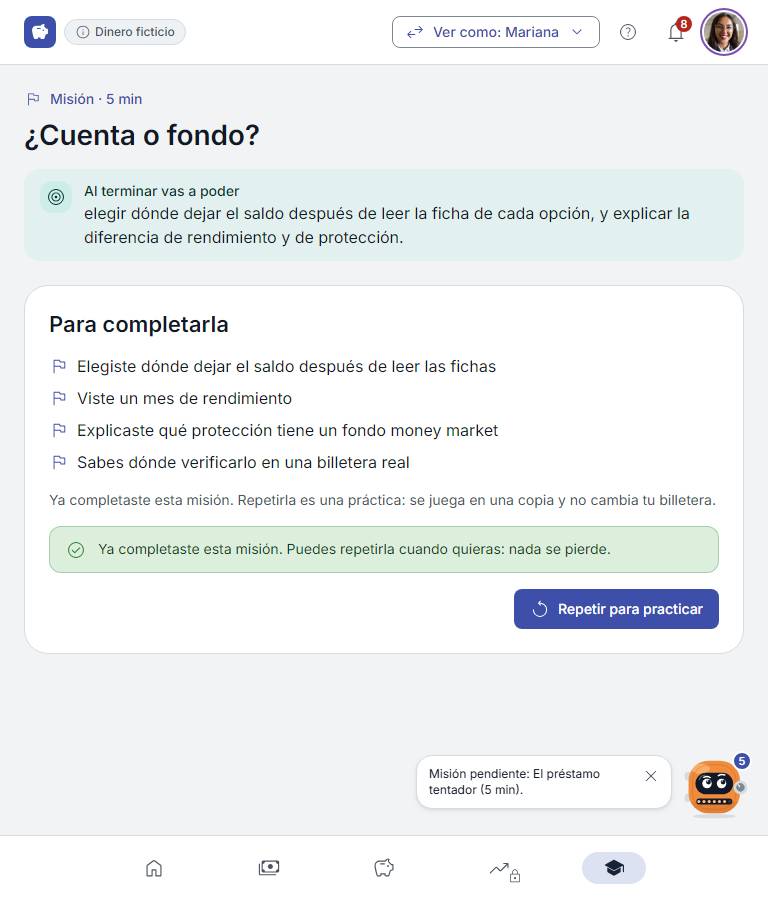 Dinero ficticio
Ver como: Mariana
8
Misión · 5 min
¿Cuenta o fondo?
Al terminar vas a poder
elegir dónde dejar el saldo después de leer la ficha de cada opción, y explicar la
diferencia de rendimiento y de protección.
Para completarla
Elegiste dónde dejar el saldo después de leer las fichas
Viste un mes de rendimiento
Explicaste qué protección tiene un fondo money market
Sabes dónde verificarlo en una billetera real
Ya completaste esta misión. Repetirla es una práctica: se juega en una copia y no cambia tu billetera.
Ya completaste esta misión. Puedes repetirla cuando quieras: nada se pierde.
Repetir para practicar
Misión pendiente: El préstamo
tentador (5 min).
5